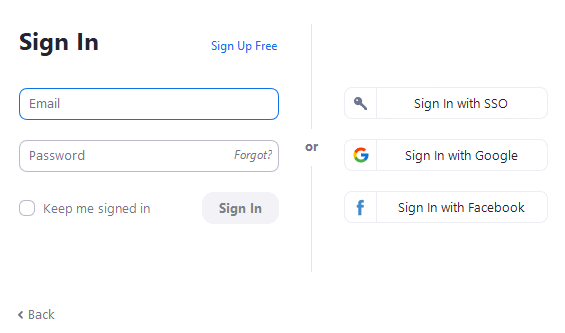 Sign In
Sign Up Free
Email
Password
Forgot?
Keep me signed in
Sign In
or
Sign In with SSO
Sign In with Google
Sign In with Facebook
Back